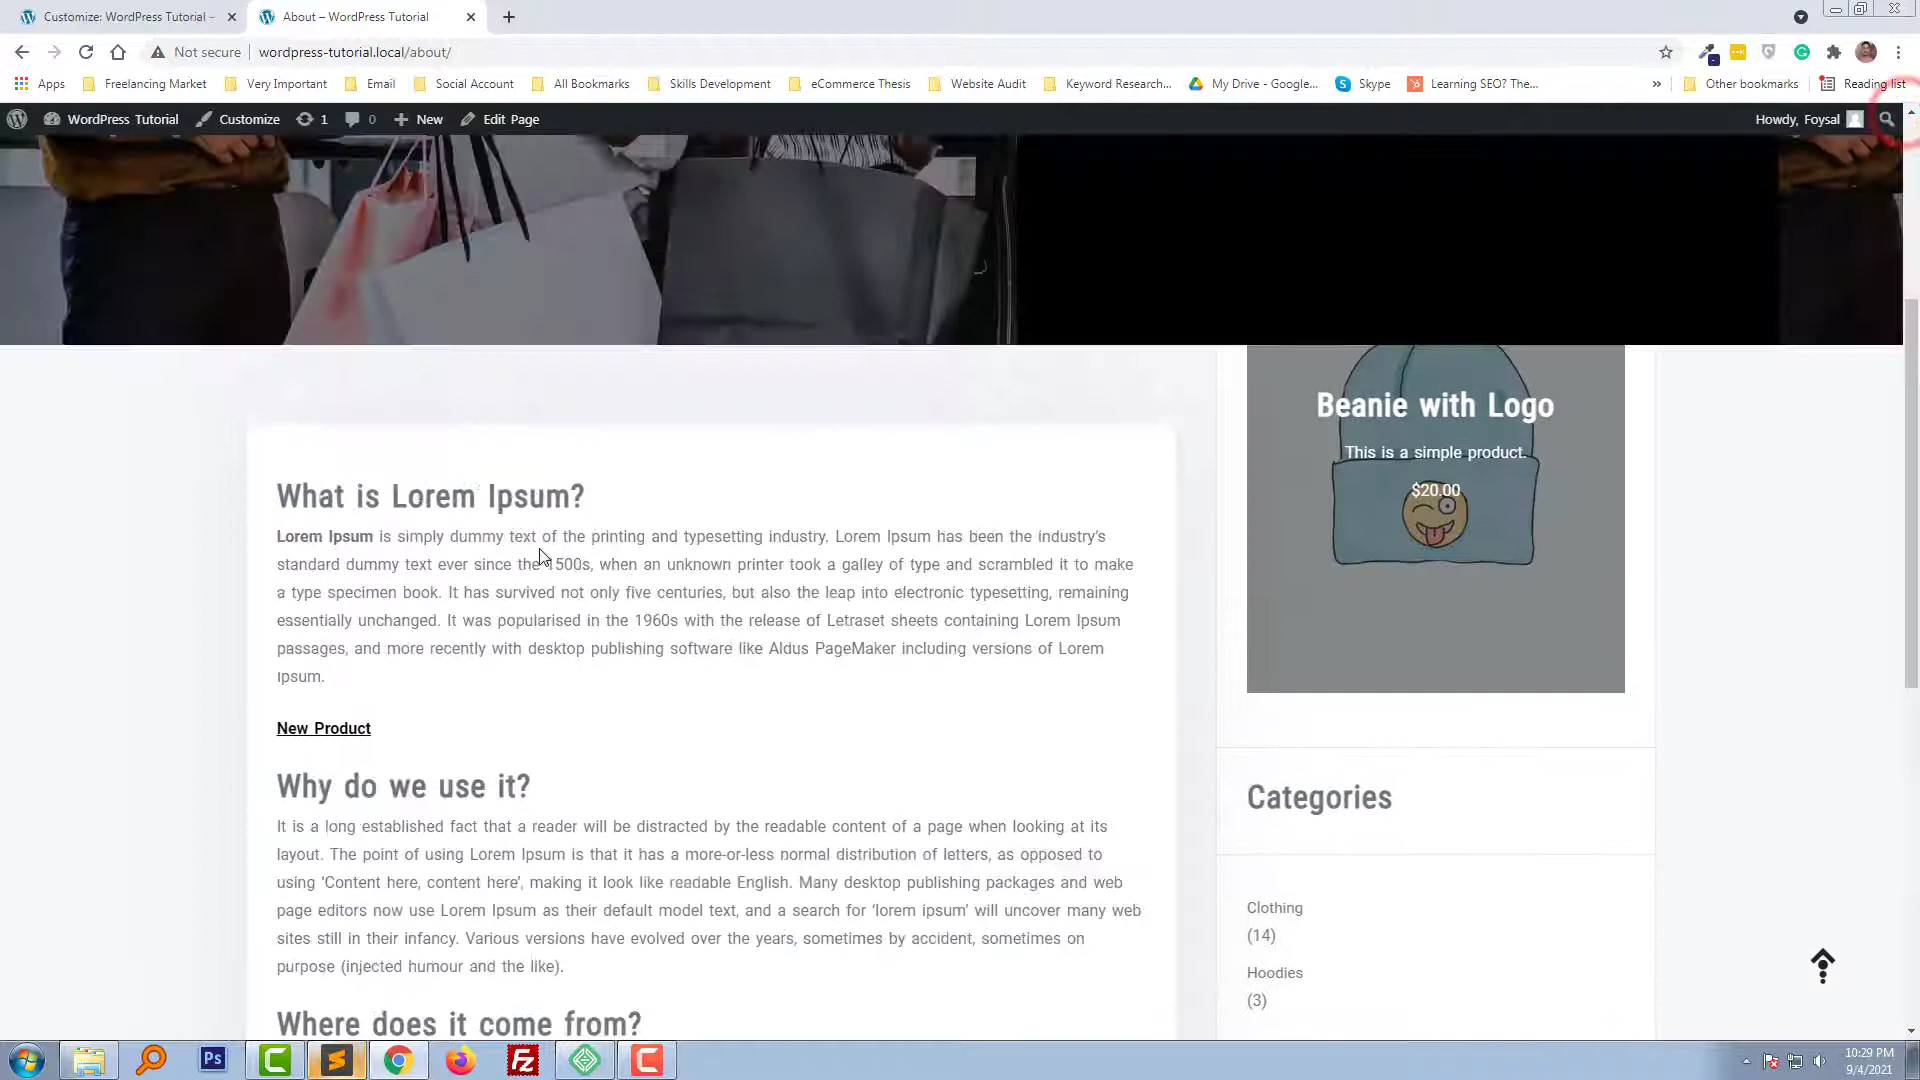 Customize: WordPress Tutorial –
About – WordPress Tutorial
Not secure
wordpress-tutorial.local/about/
Apps
Freelancing Market
Very Important
Email
Social Account
All Bookmarks
Skills Development
eCommerce Thesis
Website Audit
Keyword Research...
My Drive - Google...
Skype
Learning SEO? The...
»
Other bookmarks
Reading list
WordPress Tutorial
Customize
1
0
New
Edit Page
Howdy, Foysal
What is Lorem Ipsum?
Lorem Ipsum is simply dummy text of the printing and typesetting industry. Lorem Ipsum has been the industry’s
standard dummy text ever since the 1500s, when an unknown printer took a galley of type and scrambled it to make
a type specimen book. It has survived not only five centuries, but also the leap into electronic typesetting, remaining
essentially unchanged. It was popularised in the 1960s with the release of Letraset sheets containing Lorem Ipsum
passages, and more recently with desktop publishing software like Aldus PageMaker including versions of Lorem
Ipsum.
New Product
Why do we use it?
It is a long established fact that a reader will be distracted by the readable content of a page when looking at its
layout. The point of using Lorem Ipsum is that it has a more-or-less normal distribution of letters, as opposed to
using ‘Content here, content here’, making it look like readable English. Many desktop publishing packages and web
page editors now use Lorem Ipsum as their default model text, and a search for ‘lorem ipsum’ will uncover many web
sites still in their infancy. Various versions have evolved over the years, sometimes by accident, sometimes on
purpose (injected humour and the like).
Where does it come from?
Beanie with Logo
This is a simple product.
$20.00
Categories
Clothing
(14)
Hoodies
(3)
Ps
Fz
10:29 PM
9/4/2021